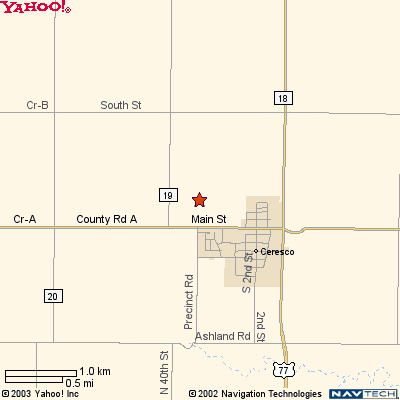 YAHOO!®
18
Cr-B
South St
19
Cr-A
County Rd A
Main St
Ceresco
S 2nd St
Precinct Rd
20
2nd St
Ashland Rd
N 40th St
77
1.0 km
0.5 mi
©2003 Yahoo! Inc
©2002 Navigation Technologies
NAVTECH